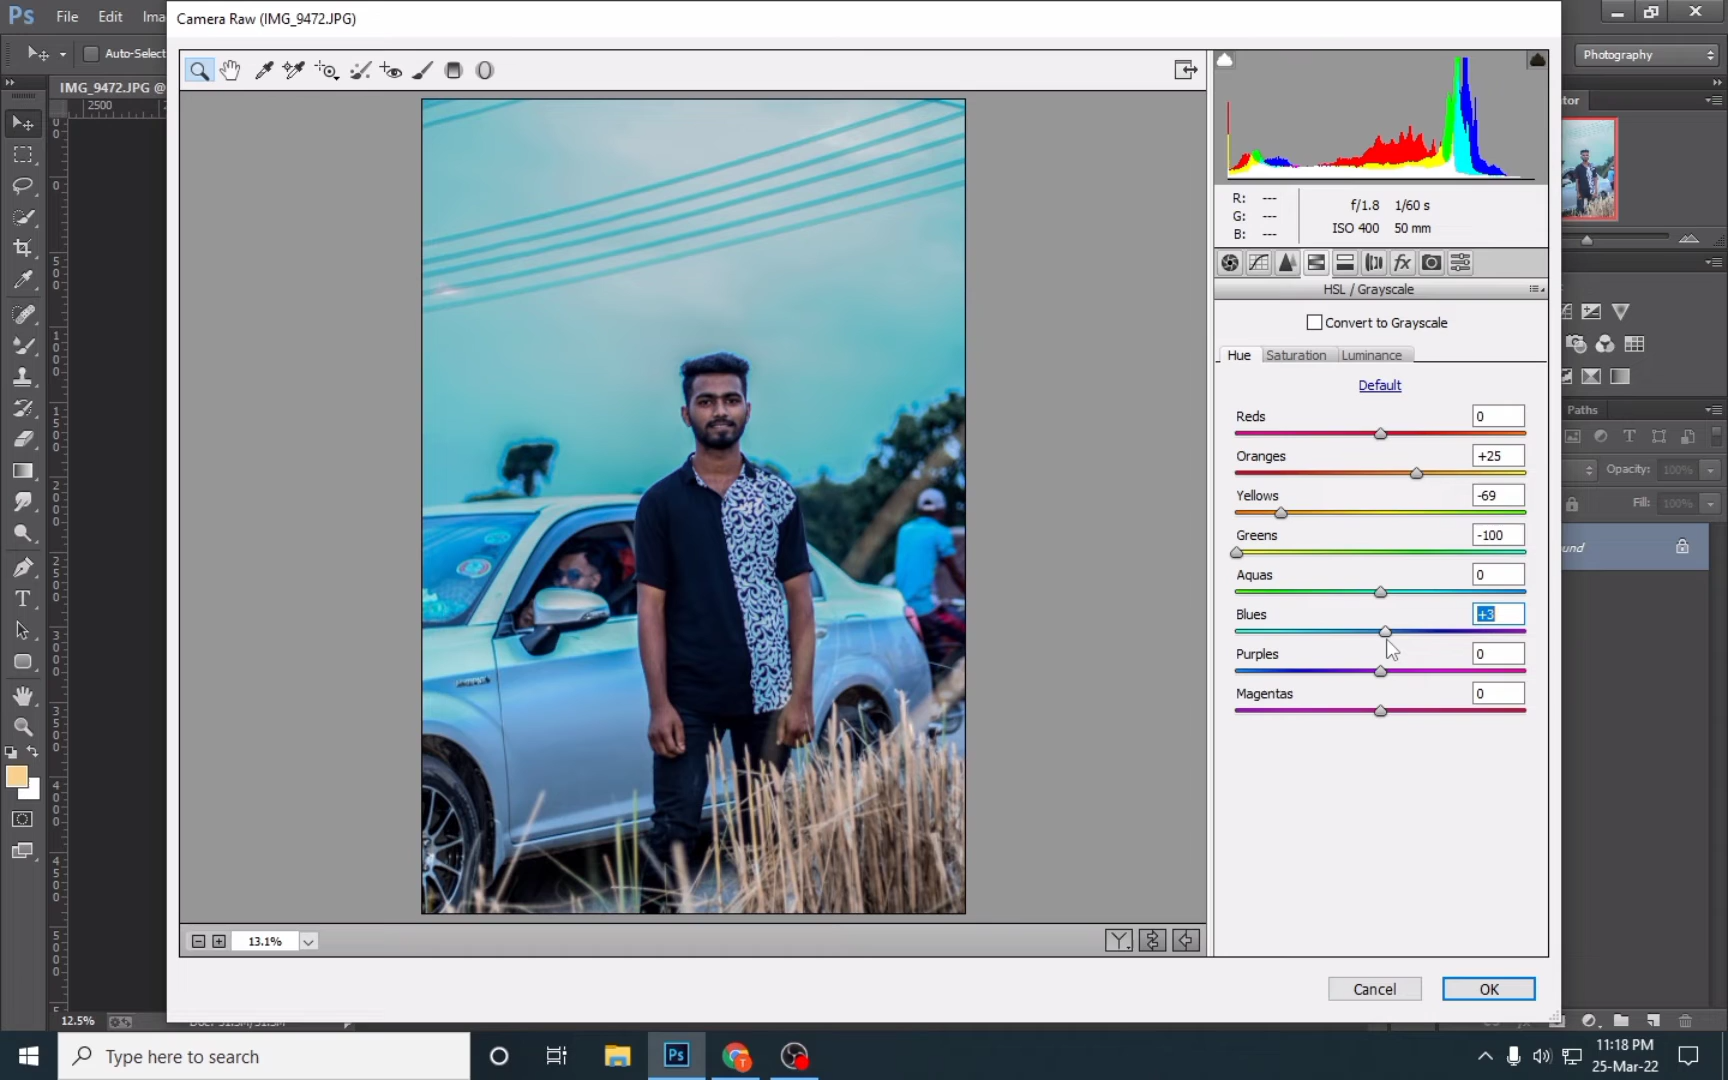 Ps File Edit Ima
Camera Raw (IMG_9472.JPG)
Auto-Select
Photography
IMG_9472.JPG @
2500
tor
R: ---
G: ---
B: ---
f/1.8 1/60 s
ISO 400 50 mm
fx
HSL / Grayscale
Convert to Grayscale
Hue Saturation Luminance
Default
Reds 0
Oranges +25
Yellows -69
Greens -100
Aquas 0
Blues +3
Purples 0
Magentas 0
Paths
Opacity: 100%
Fill: 100%
ound
13.1%
Cancel OK
12.5%
Type here to search
Ps
11:18 PM
25-Mar-22